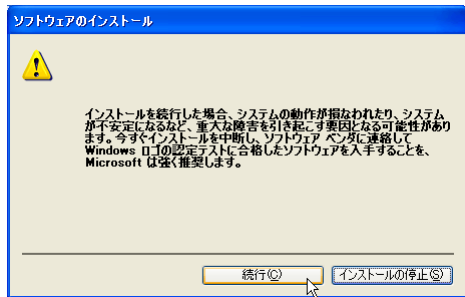 ソフトウェアのインストール
インストールを続行した場合、システムの動作が損なわれたり、システム
が不安定になるなど、重大な障害を引き起こす要因となる可能性があり
ます。今すぐインストールを中断し、ソフトウェア ベンダに連絡して
Windows ロゴの認定テストに合格したソフトウェアを入手することを、
Microsoft は強く推奨します。
続行(C)
インストールの停止(S)